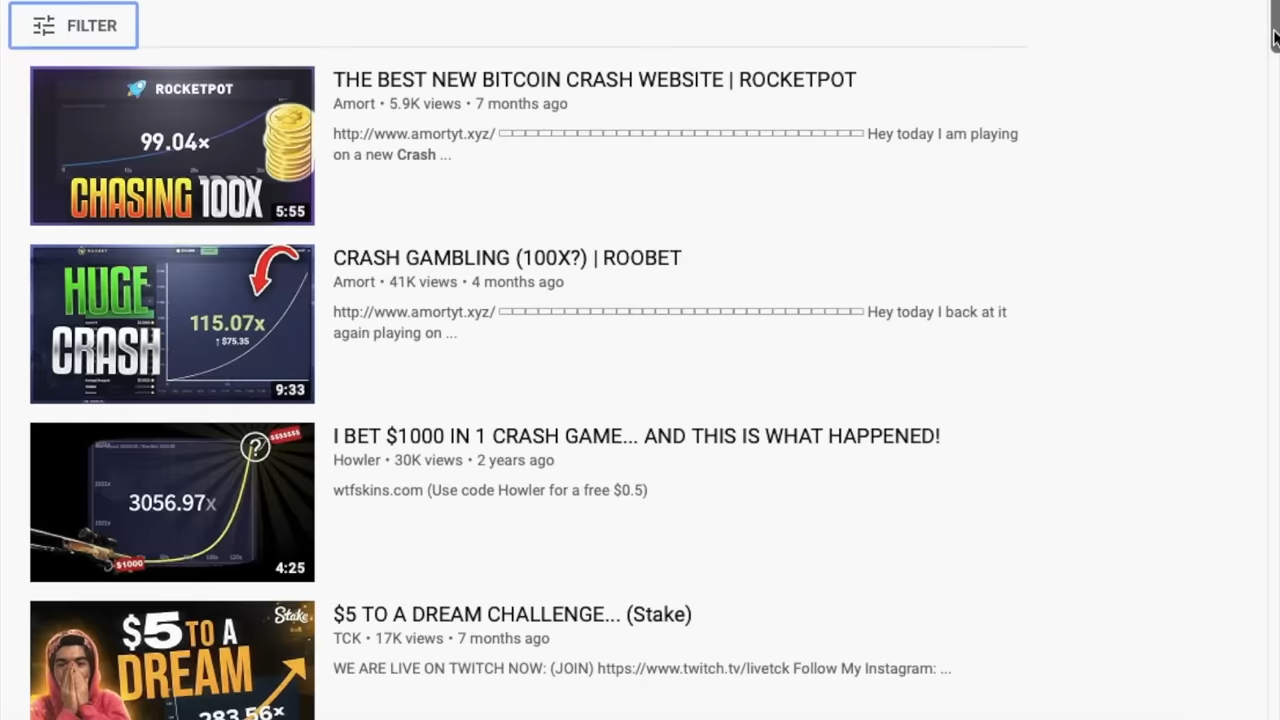 FILTER
ROCKETPOT
99.04x
CHASING 100X
5:55
THE BEST NEW BITCOIN CRASH WEBSITE | ROCKETPOT
Amort • 5.9K views • 7 months ago
http://www.amortyt.xyz/ Hey today I am playing
on a new Crash ...
HUGE
CRASH
115.07x
↑ $75.35
9:33
CRASH GAMBLING (100X?) | ROOBET
Amort • 41K views • 4 months ago
http://www.amortyt.xyz/ Hey today I back at it
again playing on ...
?
$$$$$$$
3056.97x
$1000
4:25
I BET $1000 IN 1 CRASH GAME... AND THIS IS WHAT HAPPENED!
Howler • 30K views • 2 years ago
wtfskins.com (Use code Howler for a free $0.5)
Stake
$5 TO A
DREAM
283.56x
$5 TO A DREAM CHALLENGE... (Stake)
TCK • 17K views • 7 months ago
WE ARE LIVE ON TWITCH NOW: (JOIN) https://www.twitch.tv/livetck Follow My Instagram: ...